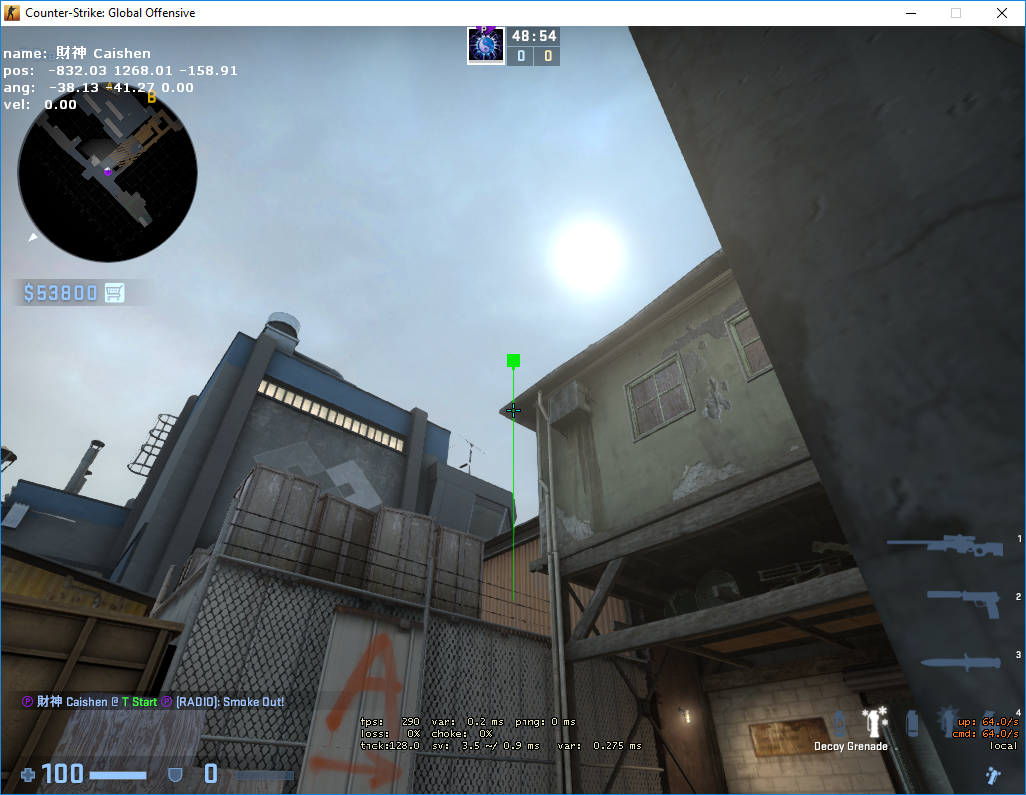 Counter-Strike: Global Offensive
P
48:54
0 0
name: 財神 Caishen
pos: -832.03 1268.01 -158.91
ang: -38.13 -41.27 0.00
vel: 0.00
B
$53800
1
2
3
4
A
Ⓟ 財神 Caishen @ T Start Ⓟ (RADIO): Smoke Out!
fps: 290 var: 0.2 ms ping: 0 ms
loss: 0% choke: 0%
tick:128.0 sv: 3.5 ~/ 0.9 ms var: 0.275 ms
up: 64.0/s
cmd: 64.0/s
local
Decoy Grenade
100
0